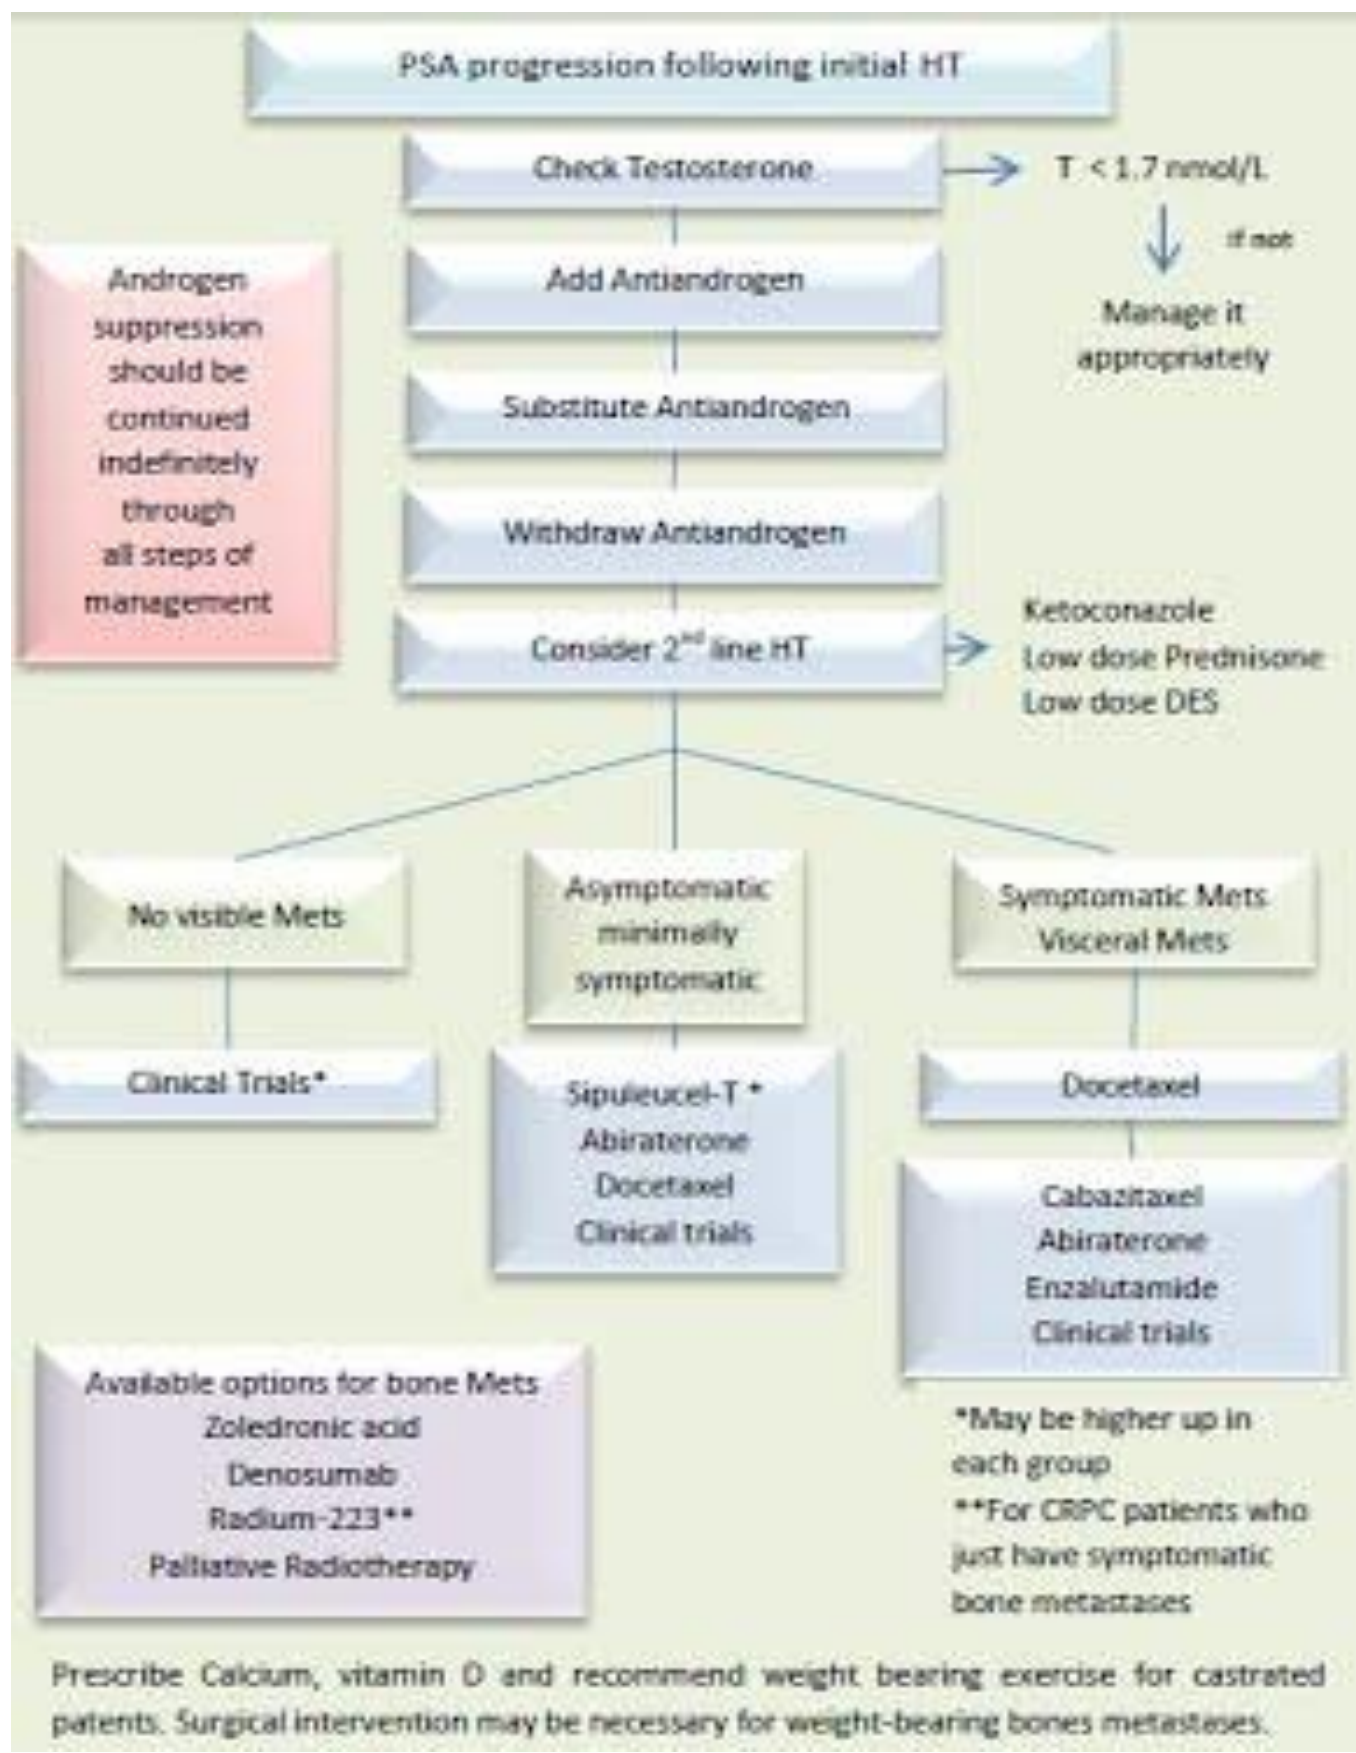 PSA progression following initial HT
Check Testosterone
T < 1.7 nmol/L
if not
Manage it
appropriately
Androgen
suppression
should be
continued
indefinitely
through
all steps of
management
Add Antiandrogen
Substitute Antiandrogen
Withdraw Antiandrogen
Consider 2nd line HT
Ketoconazole
Low dose Prednisone
Low dose DES
No visible Mets
Clinical Trials*
Asymptomatic
minimally
symptomatic
Sipuleucel-T *
Abiraterone
Docetaxel
Clinical trials
Symptomatic Mets
Visceral Mets
Docetaxel
Cabazitaxel
Abiraterone
Enzalutamide
Clinical trials
Available options for bone Mets
Zoledronic acid
Denosumab
Radium-223**
Palliative Radiotherapy
*May be higher up in
each group
**For CRPC patients who
just have symptomatic
bone metastases
Prescribe Calcium, vitamin D and recommend weight bearing exercise for castrated
patents. Surgical intervention may be necessary for weight-bearing bones metastases.